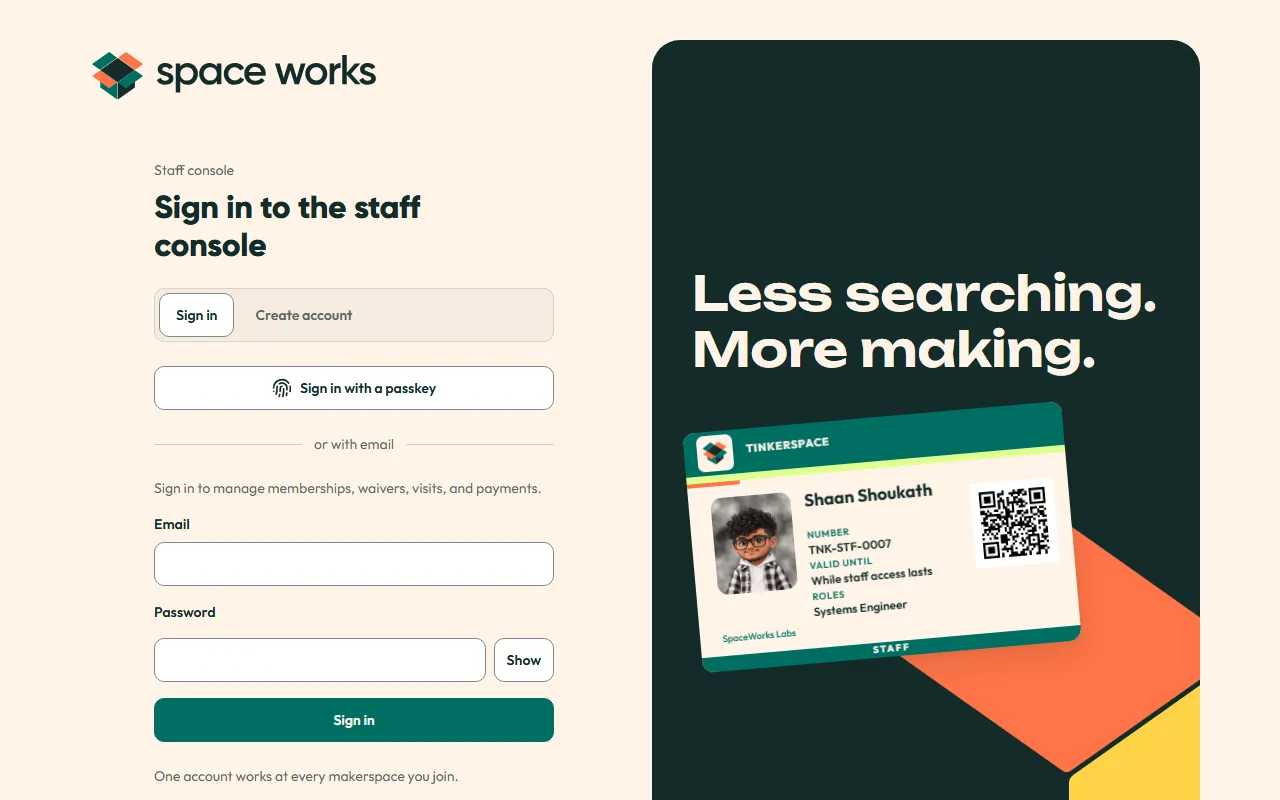 space works
Staff console
Sign in to the staff
console
Sign in
Create account
Sign in with a passkey
or with email
Sign in to manage memberships, waivers, visits, and payments.
Email
Password
Show
Sign in
One account works at every makerspace you join.
Less searching.
More making.
TINKERSPACE
Shaan Shoukath
NUMBER
TNK-STF-0007
VALID UNTIL
While staff access lasts
ROLES
Systems Engineer
SpaceWorks Labs
STAFF